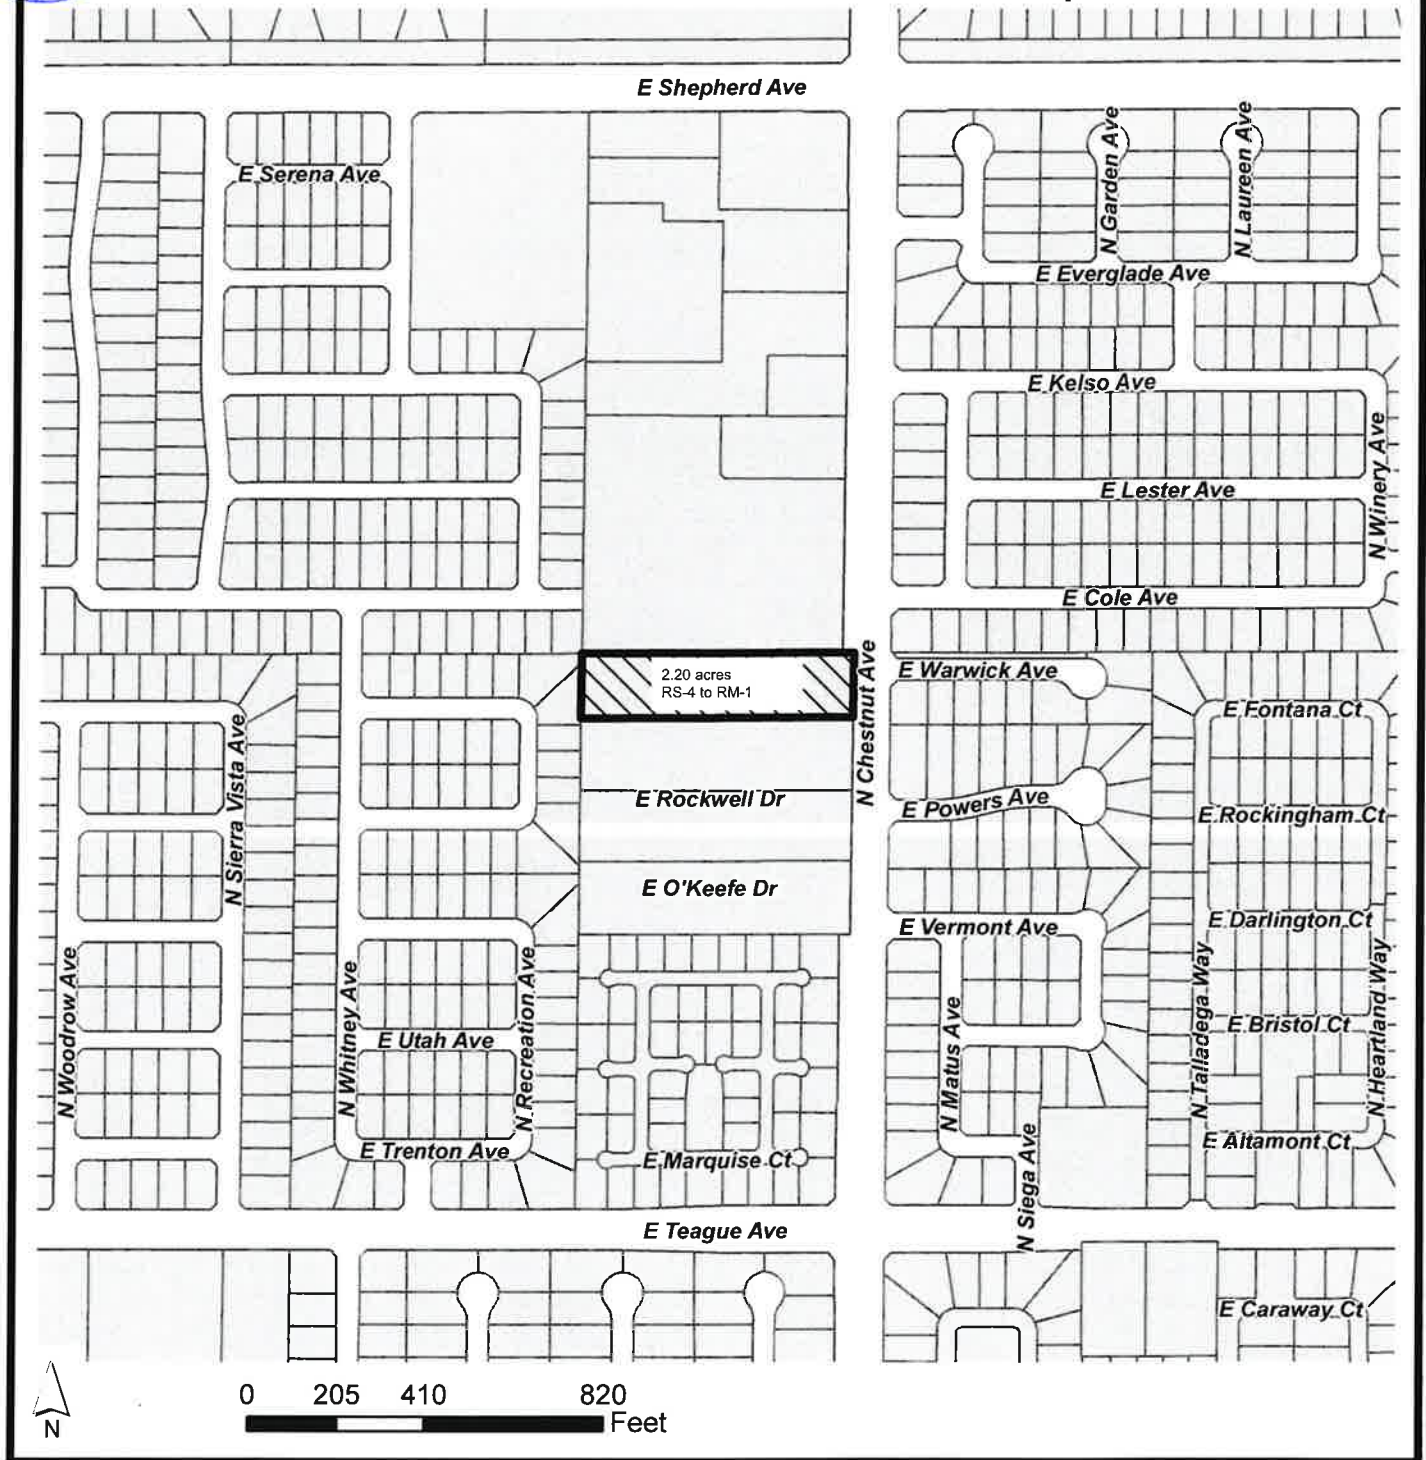 E Shepherd Ave
E Serena Ave
N Garden Ave
N Laureen Ave
E Everglade Ave
E Kelso Ave
E Lester Ave
N Winery Ave
E Cole Ave
2.20 acres
RS-4 to RM-1
N Chestnut Ave
E Warwick Ave
E Fontana Ct
N Sierra Vista Ave
E Rockwell Dr
E Powers Ave
E Rockingham Ct
E O'Keefe Dr
E Vermont Ave
E Darlington Ct
N Woodrow Ave
N Whitney Ave
N Recreation Ave
E Utah Ave
N Matus Ave
N Talladega Way
E Bristol Ct
N Heartland Way
E Trenton Ave
E Marquise Ct
N Siega Ave
E Altamont Ct
E Teague Ave
E Caraway Ct
0 205 410 820
Feet
N